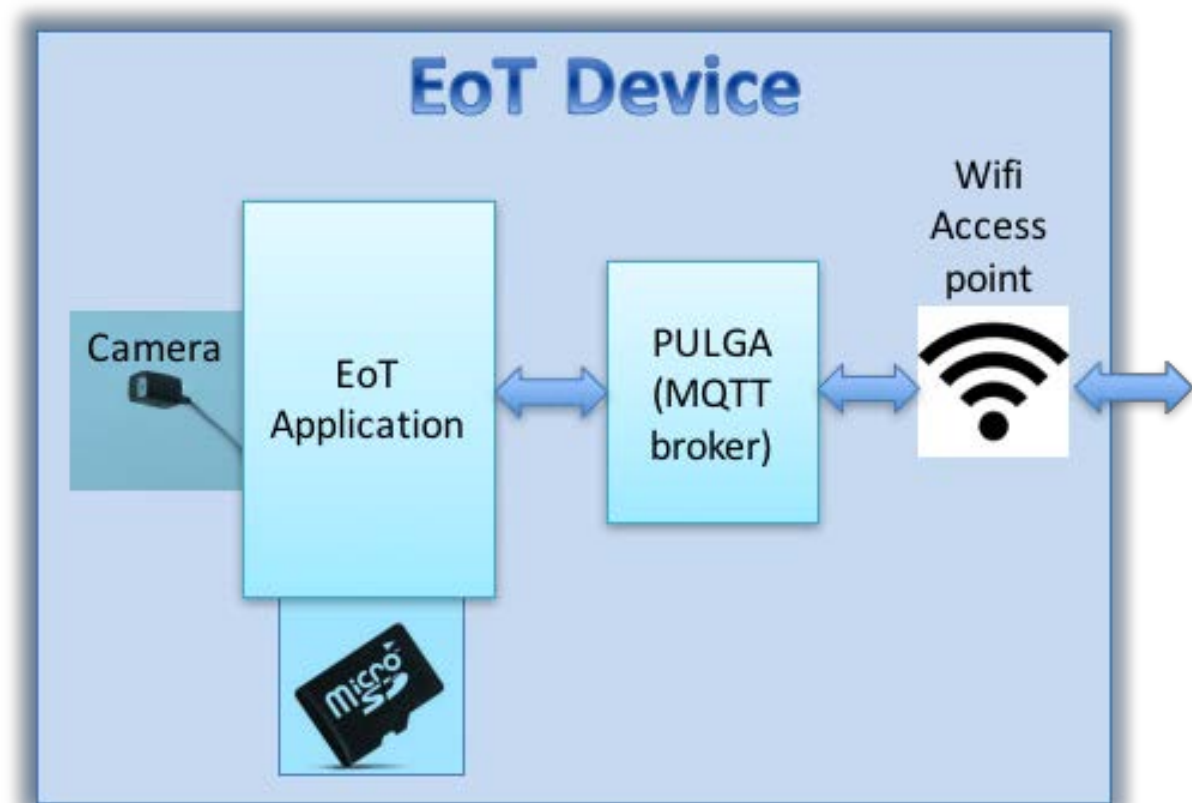 EoT Device
Wifi
Access
point
Camera
EoT
Application
PULGA
(MQTT
broker)
Micro
SD